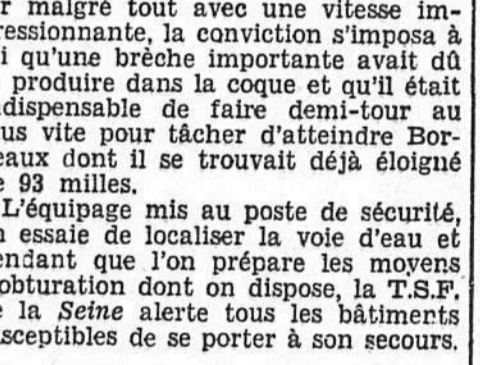 r malgré tout avec une vitesse im-
ressionnante, la conviction s'imposa à
i qu'une brèche importante avait dû
produire dans la coque et qu'il était
dispensable de faire demi-tour au
us vite pour tâcher d'atteindre Bor-
eaux dont il se trouvait déjà éloigné
e 93 milles.
L'équipage mis au poste de sécurité,
n essaie de localiser la voie d'eau et
endant que l'on prépare les moyens
obturation dont on dispose, la T.S.F.
e la Seine alerte tous les bâtiments
sceptibles de se porter à son secours.